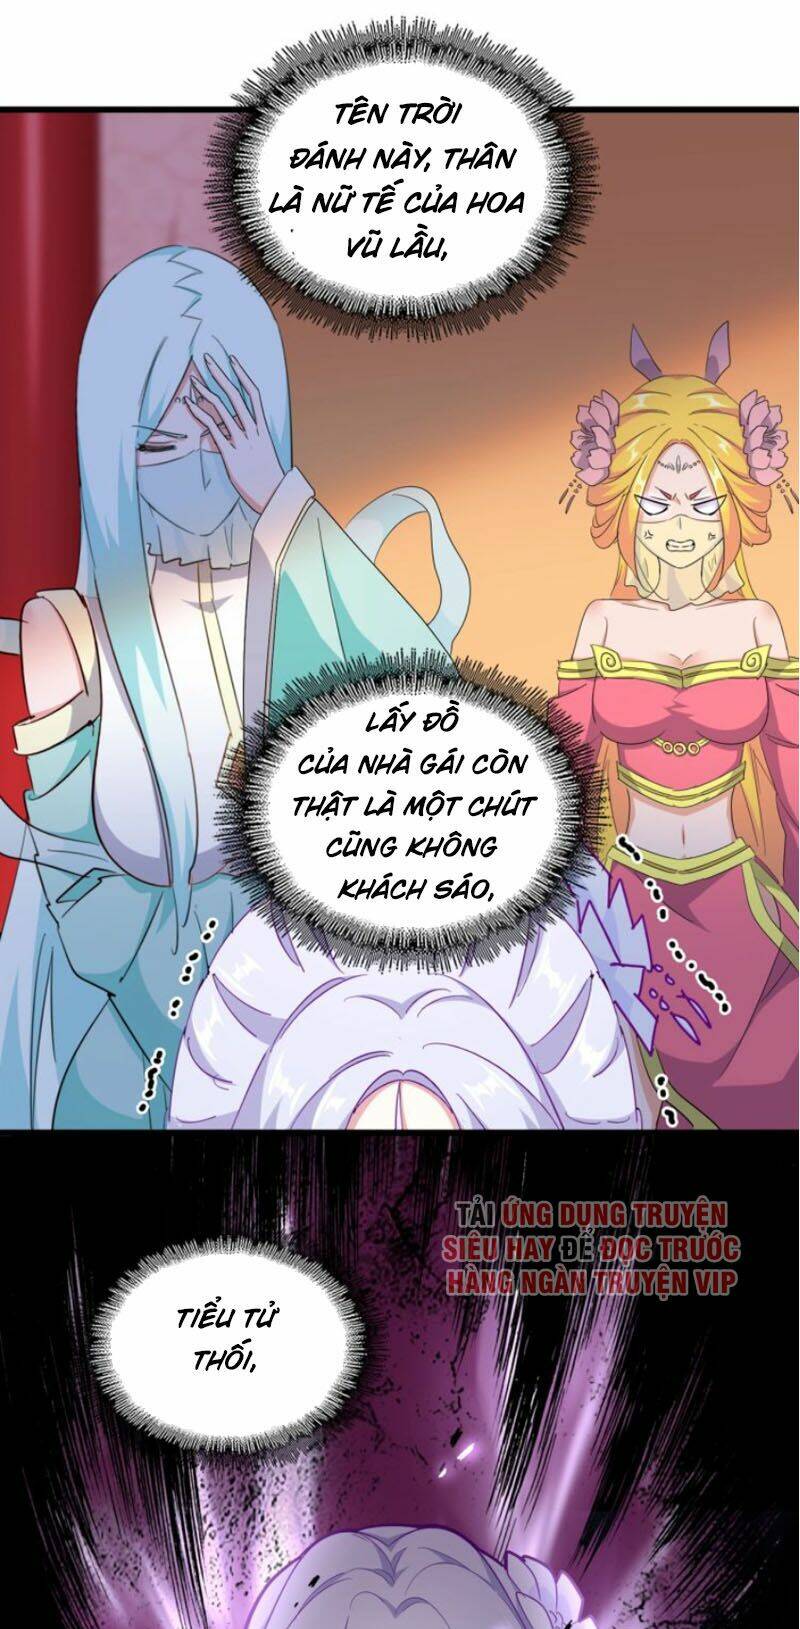 TÊN TRỜI
ĐÁNH NÀY, THÂN
LÀ NỮ TẾ CỦA HOA
VŨ LẦU,
LẤY ĐỒ
CỦA NHÀ GÁI CÒN
THẬT LÀ MỘT CHÚT
CŨNG KHÔNG
KHÁCH SÁO,
TẢI ỨNG DỤNG TRUYỆN
SIÊU HAY ĐỂ ĐỌC TRƯỚC
HÀNG NGÀN TRUYỆN VIP
TIỂU TỬ
THỐI,